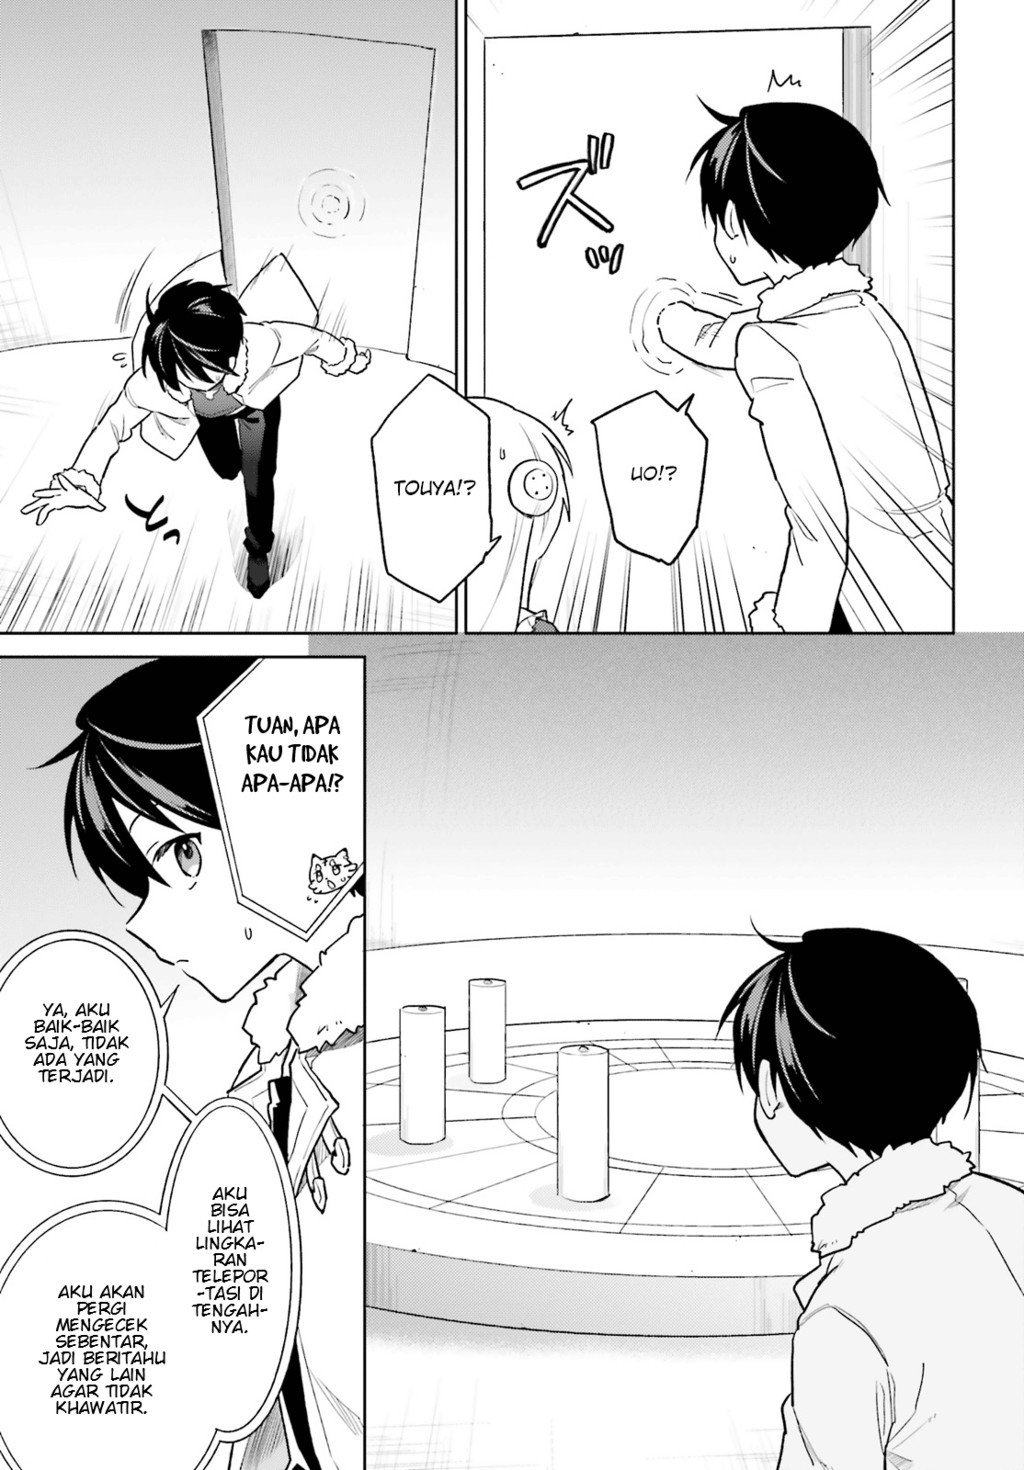 ズッ
UO!?
TOUYA!?
TUAN, APA
KAU TIDAK
APA-APA!?
YA, AKU
BAIK-BAIK
SAJA, TIDAK
ADA YANG
TERJADI.
AKU
BISA
LIHAT
LINGKA-
RAN
TELEPOR
-TASI DI
TENGAH-
NYA.
AKU AKAN
PERGI
MENGECEK
SEBENTAR,
JADI BERITAHU
YANG LAIN
AGAR TIDAK
KHAWATIR.